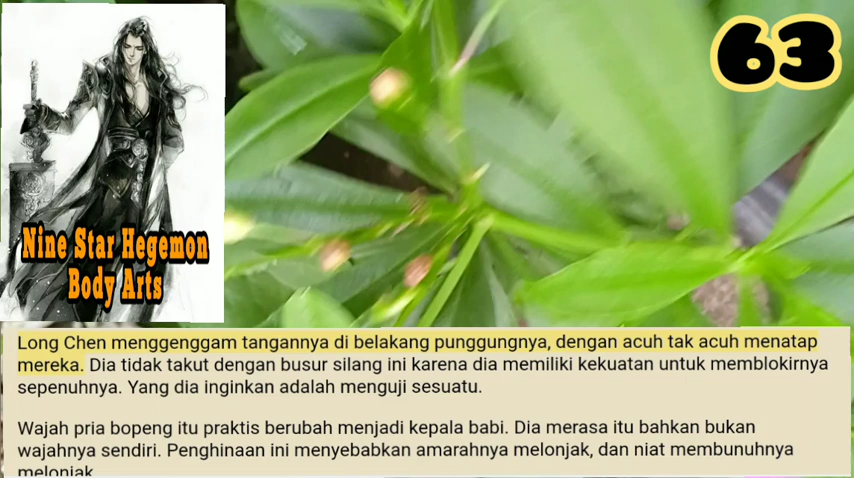 63
Nine Star Hegemon
Body Arts
Long Chen menggenggam tangannya di belakang punggungnya, dengan acuh tak acuh menatap
mereka. Dia tidak takut dengan busur silang ini karena dia memiliki kekuatan untuk memblokirnya
sepenuhnya. Yang dia inginkan adalah menguji sesuatu.
Wajah pria bopeng itu praktis berubah menjadi kepala babi. Dia merasa itu bahkan bukan
wajahnya sendiri. Penghinaan ini menyebabkan amarahnya melonjak, dan niat membunuhnya
melonjak